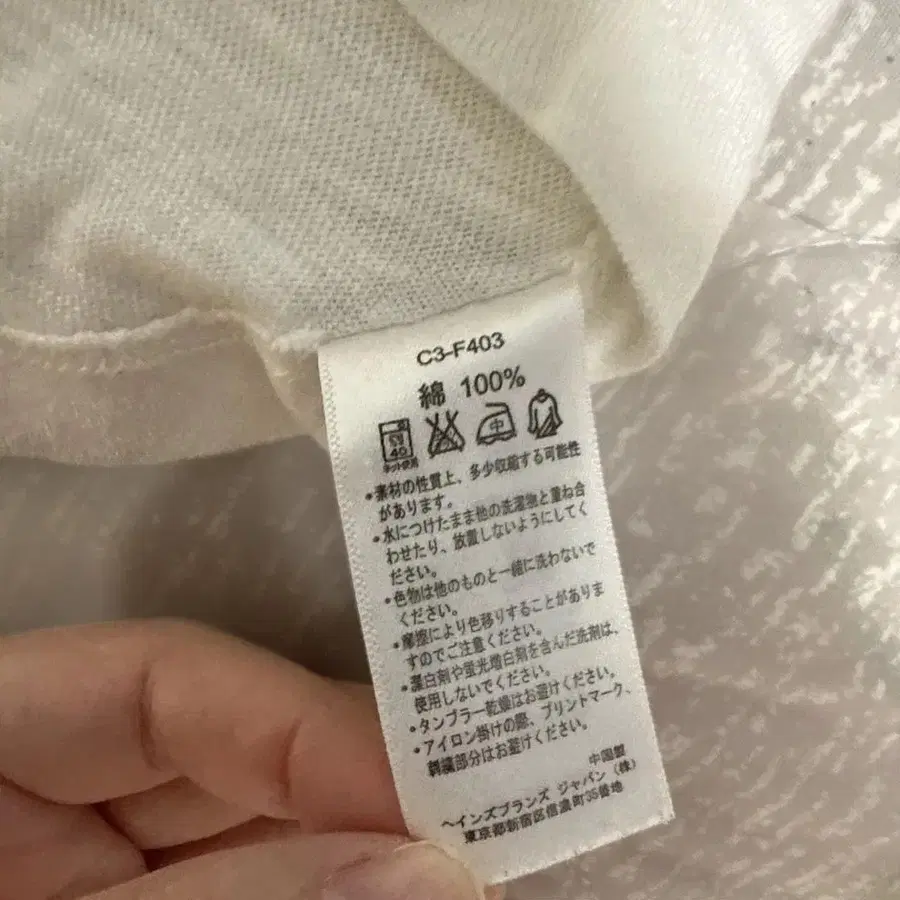 C3-F403
綿 100%
40
ネット使用
中
•素材の性質上、多少収縮する可能性
があります。
•水につけたまま他の洗濯物と重ね合
わせたり、放置しないようにしてく
ださい。
•色物は他のものと一緒に洗わないで
ください。
•摩擦により色移りすることがありま
すのでご注意ください。
•漂白剤や蛍光増白剤を含んだ洗剤は、
使用しないでください。
•タンブラー乾燥はお避けください。
•アイロン掛けの際、プリントマーク、
刺繍部分はお避けください。
中国製
ヘインズブランズ ジャパン (株)
東京都新宿区信濃町35番地